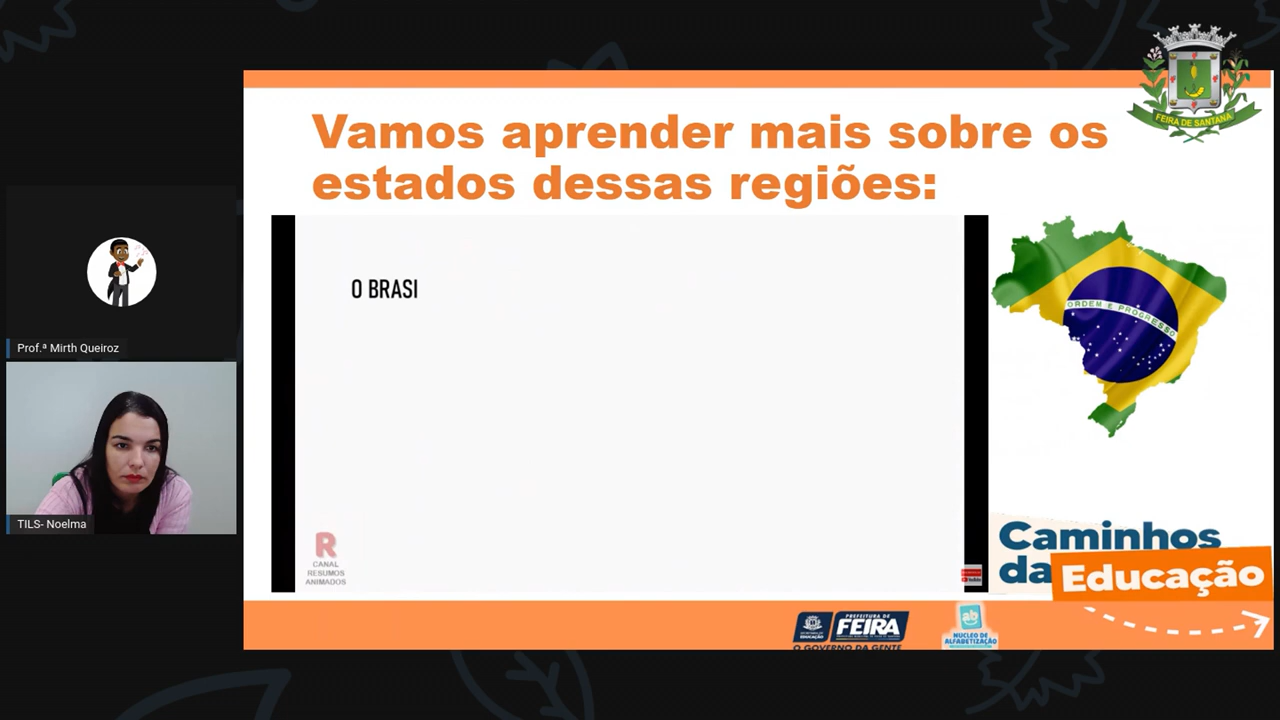 FEIRA DE SANTANA
Vamos aprender mais sobre os
estados dessas regiões:
O BRASI
ORDEM E PROGRESSO
Prof.ª Mirth Queiroz
TILS- Noelma
R
CANAL
RESUMOS
ANIMADOS
Caminhos
da Educação
PREFEITURA DE
FEIRA
O GOVERNO DA GENTE
ab
NÚCLEO DE
ALFABETIZAÇÃO